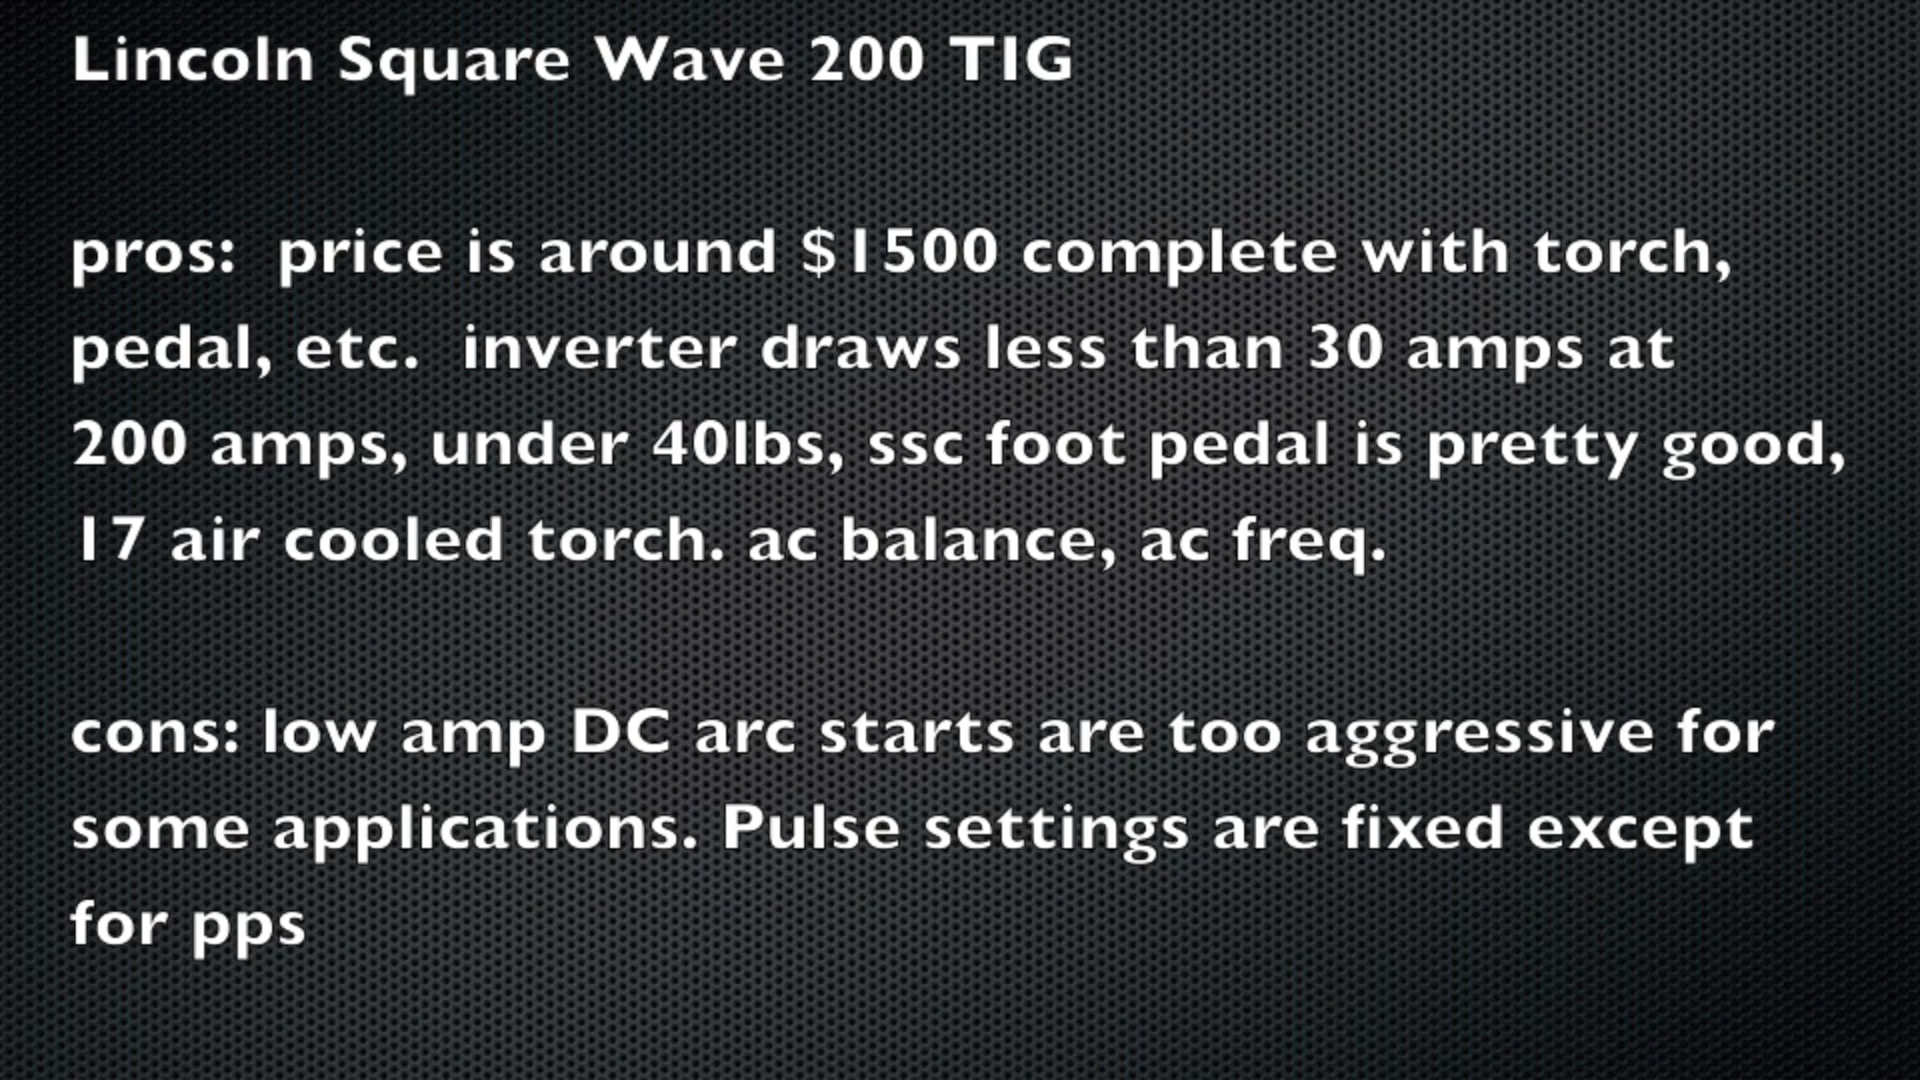 Lincoln Square Wave 200 TIG
pros:  price is around $1500 complete with torch,
pedal, etc.  inverter draws less than 30 amps at
200 amps, under 40lbs, ssc foot pedal is pretty good,
17 air cooled torch. ac balance, ac freq.
cons: low amp DC arc starts are too aggressive for
some applications. Pulse settings are fixed except
for pps